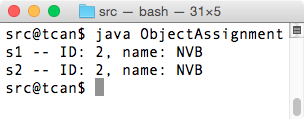 src — bash — 31×5
src@tcan$ java ObjectAssignment
s1 -- ID: 2, name: NVB
s2 -- ID: 2, name: NVB
src@tcan$